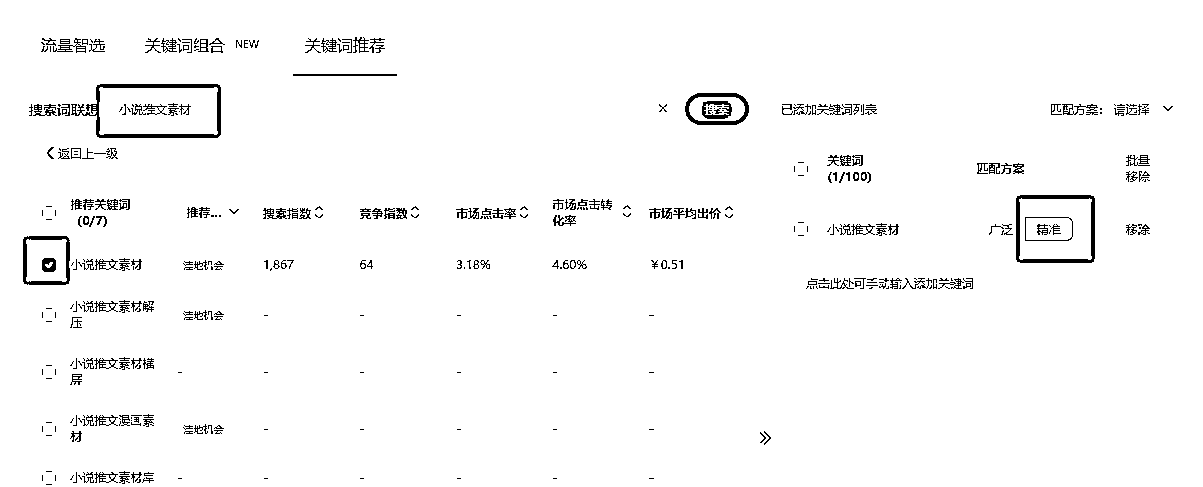 流量智选 关键词组合 NEW 关键词推荐
搜索词联想 小说推文素材 × 搜索 已添加关键词列表 匹配方案: 请选择
返回上一级
关键词 (1/100) 匹配方案 批量移除
推荐关键词 (0/7) 推荐... 搜索指数 竞争指数 市场点击率 市场点击转化率 市场平均出价
小说推文素材 广泛 精准 移除
小说推文素材 洼地机会 1,867 64 3.18% 4.60% ¥0.51
点击此处可手动输入添加关键词
小说推文素材解压 洼地机会 - - - - -
小说推文素材横屏 - - - - - -
小说推文漫画素材 洼地机会 - - - - -
小说推文素材库 - - - - - -